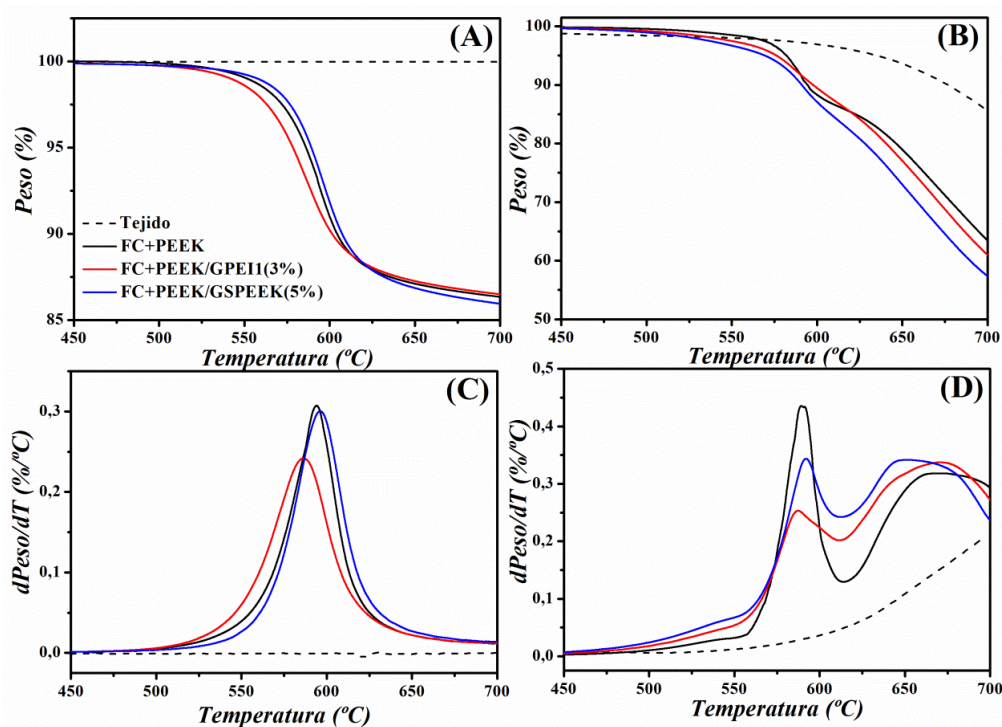 (A)
100
95
90
85
Peso (%)
Tejido
FC+PEEK
FC+PEEK/GPEI1(3%)
FC+PEEK/GSPEEK(5%)
450 500 550 600 650 700
Temperatura (ºC)
(B)
100
90
80
70
60
50
Peso (%)
450 500 550 600 650 700
Temperatura (ºC)
(C)
0,3
0,2
0,1
0,0
dPeso/dT (%/ºC)
450 500 550 600 650 700
Temperatura (ºC)
(D)
0,5
0,4
0,3
0,2
0,1
0,0
dPeso/dT (%/ºC)
450 500 550 600 650 700
Temperatura (ºC)